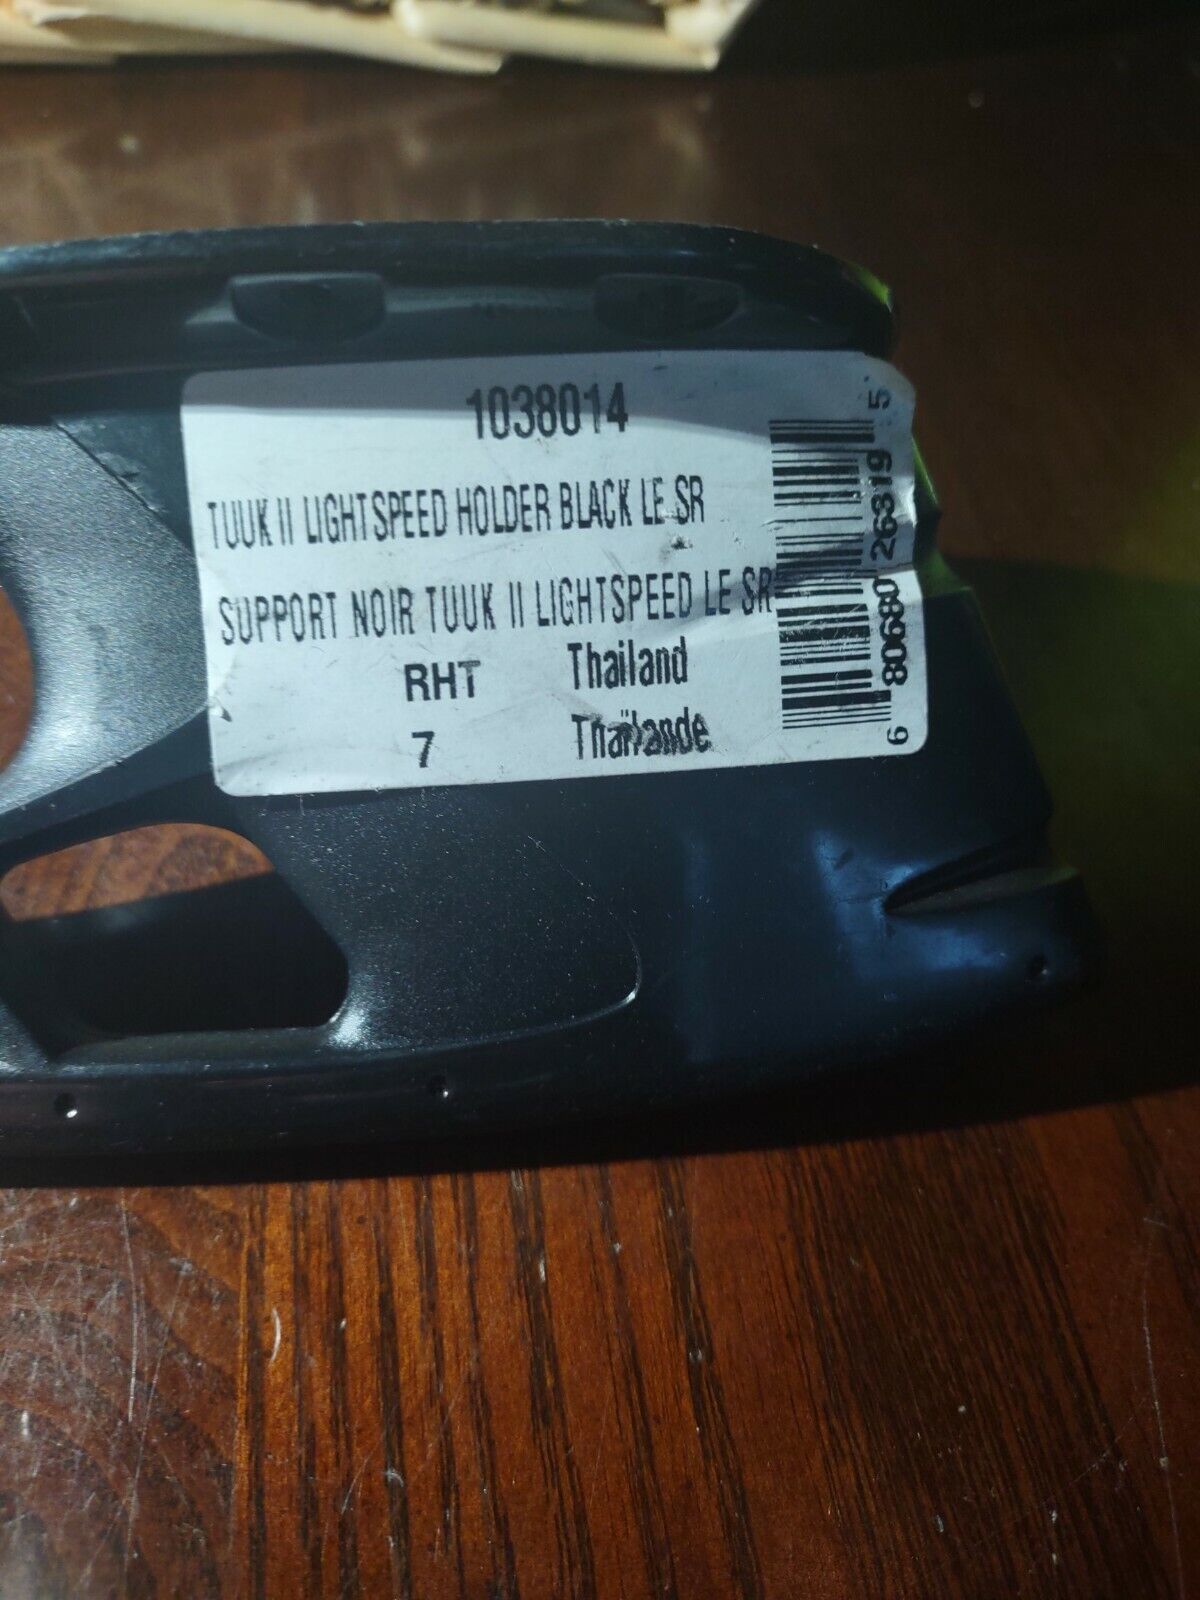 1038014
TUUK II LIGHTSPEED HOLDER BLACK LE SR
SUPPORT NOIR TUUK II LIGHTSPEED LE SR
RHT
Thailand
7
Thaïlande
6 80680 26319 5